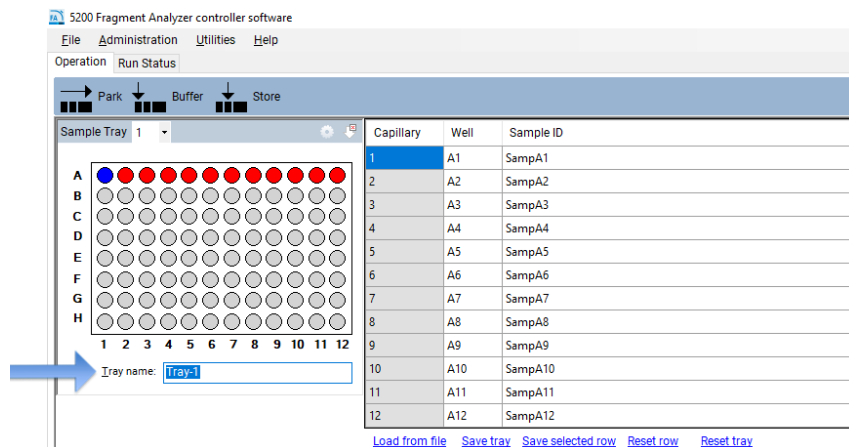 FA 5200 Fragment Analyzer controller software
File Administration Utilities Help
Operation Run Status
Park Buffer Store
Sample Tray 1
A
B
C
D
E
F
G
H
1 2 3 4 5 6 7 8 9 10 11 12
Tray name: Tray-1
Capillary Well Sample ID
1 A1 SampA1
2 A2 SampA2
3 A3 SampA3
4 A4 SampA4
5 A5 SampA5
6 A6 SampA6
7 A7 SampA7
8 A8 SampA8
9 A9 SampA9
10 A10 SampA10
11 A11 SampA11
12 A12 SampA12
Load from file Save tray Save selected row Reset row Reset tray